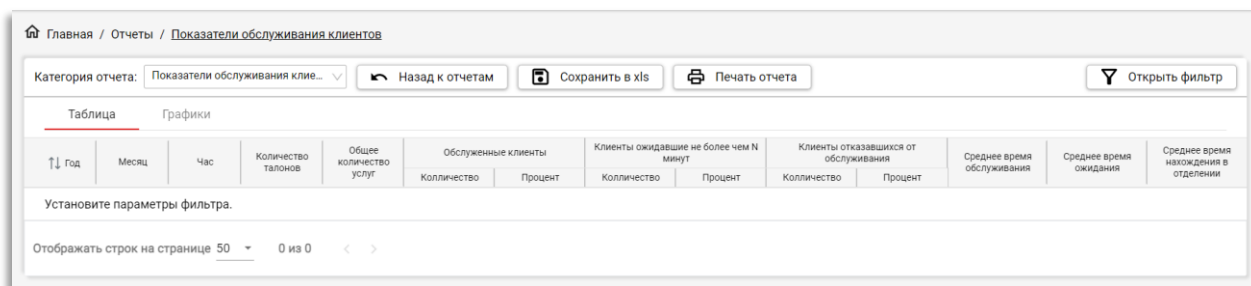 Главная / Отчеты / Показатели обслуживания клиентов
Категория отчета: Показатели обслуживания клие... Назад к отчетам Сохранить в xls Печать отчета Открыть фильтр
Таблица Графики
Год Месяц Час Количество талонов Общее количество услуг Обслуженные клиенты Клиенты ожидавшие не более чем N минут Клиенты отказавшихся от обслуживания Среднее время обслуживания Среднее время ожидания Среднее время нахождения в отделении
Колличество Процент Колличество Процент Колличество Процент
Установите параметры фильтра.
Отображать строк на странице 50 0 из 0